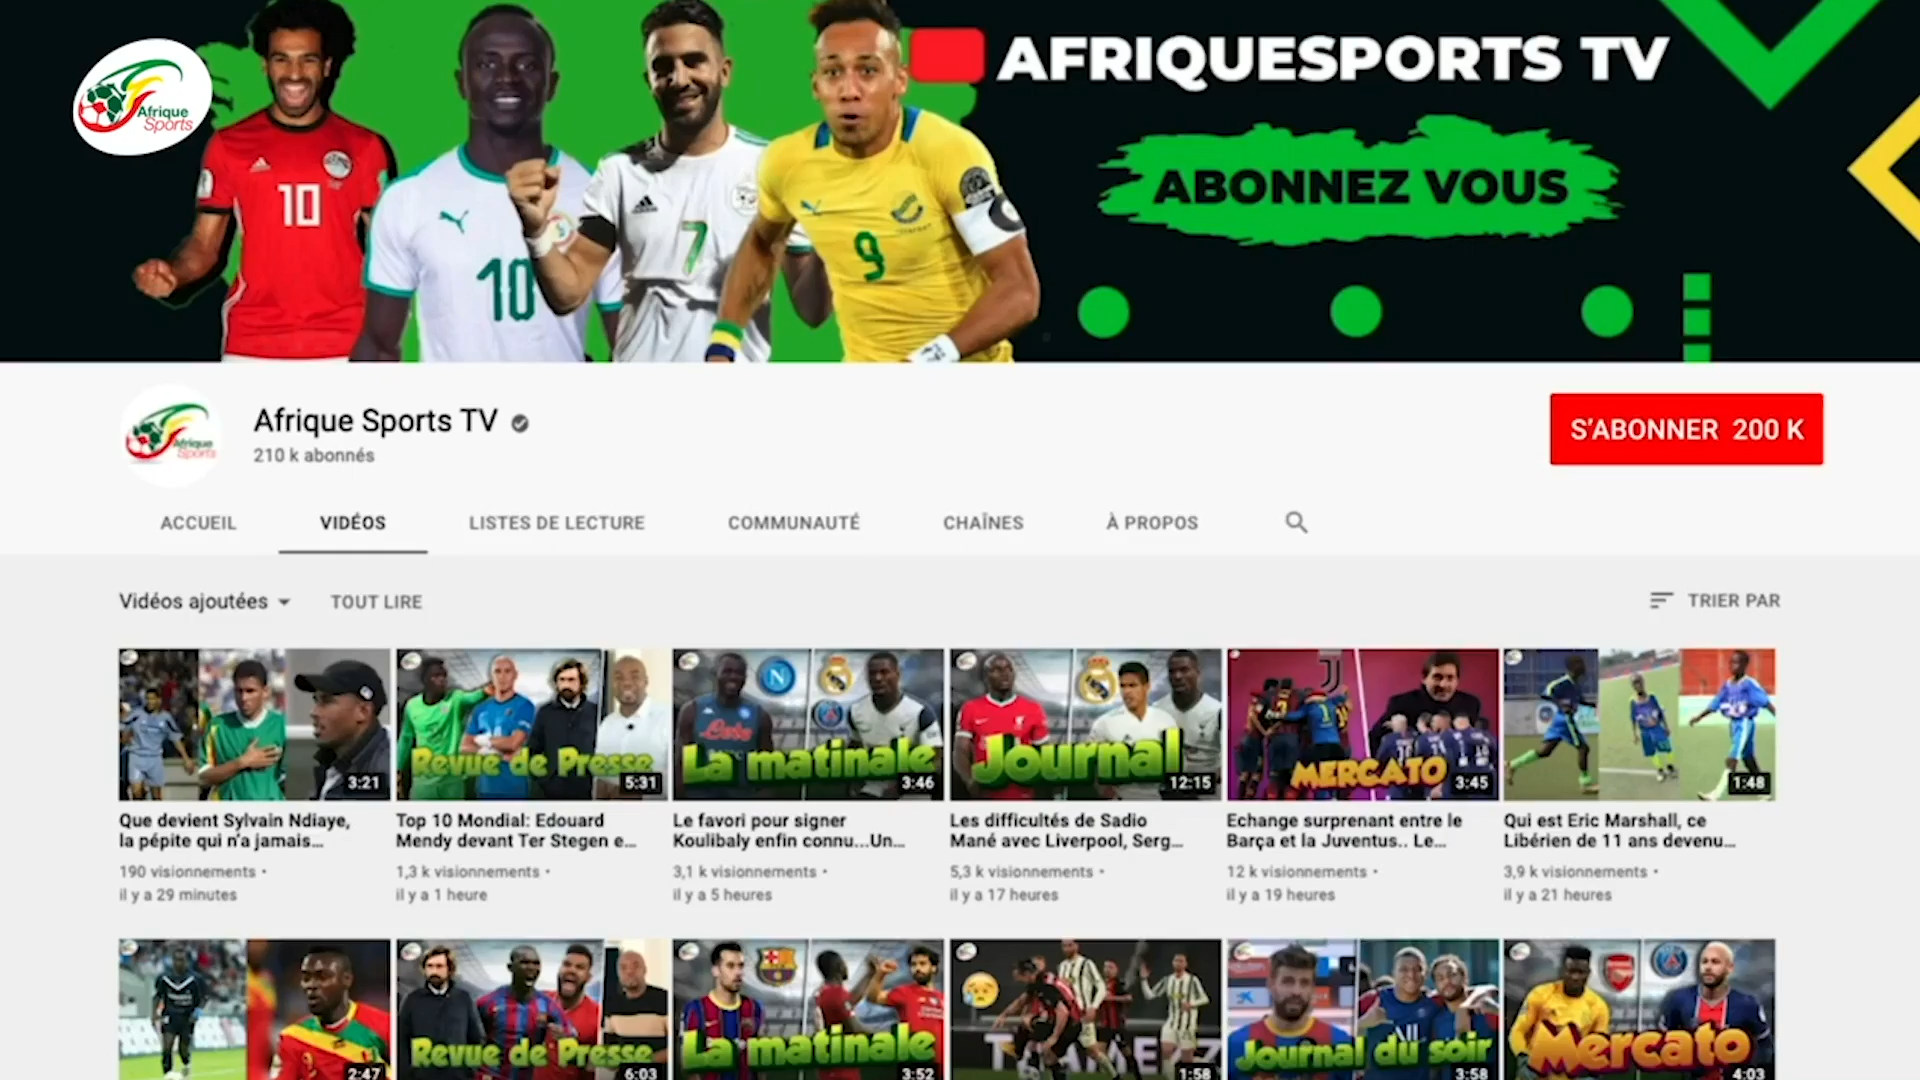 Afrique
Sports
AFRIQUESPORTS TV
ABONNEZ VOUS
10
10
7
9
Afrique
Sports
Afrique Sports TV
210 k abonnés
S'ABONNER 200 K
ACCUEIL
VIDÉOS
LISTES DE LECTURE
COMMUNAUTÉ
CHAÎNES
À PROPOS
Vidéos ajoutées
TOUT LIRE
TRIER PAR
3:21
Revue de Presse
5:31
La matinale
3:46
Journal
12:15
MERCATO
3:45
1:48
Que devient Sylvain Ndiaye,
la pépite qui n'a jamais...
190 visionnements •
il y a 29 minutes
Top 10 Mondial: Edouard
Mendy devant Ter Stegen e...
1,3 k visionnements •
il y a 1 heure
Le favori pour signer
Koulibaly enfin connu...Un...
3,1 k visionnements •
il y a 5 heures
Les difficultés de Sadio
Mané avec Liverpool, Serg...
5,3 k visionnements •
il y a 17 heures
Echange surprenant entre le
Barça et la Juventus.. Le...
12 k visionnements •
il y a 19 heures
Qui est Eric Marshall, ce
Libérien de 11 ans devenu...
3,9 k visionnements •
il y a 21 heures
2:47
Revue de Presse
6:03
La matinale
3:52
1:58
Journal du soir
3:58
Mercato
4:03